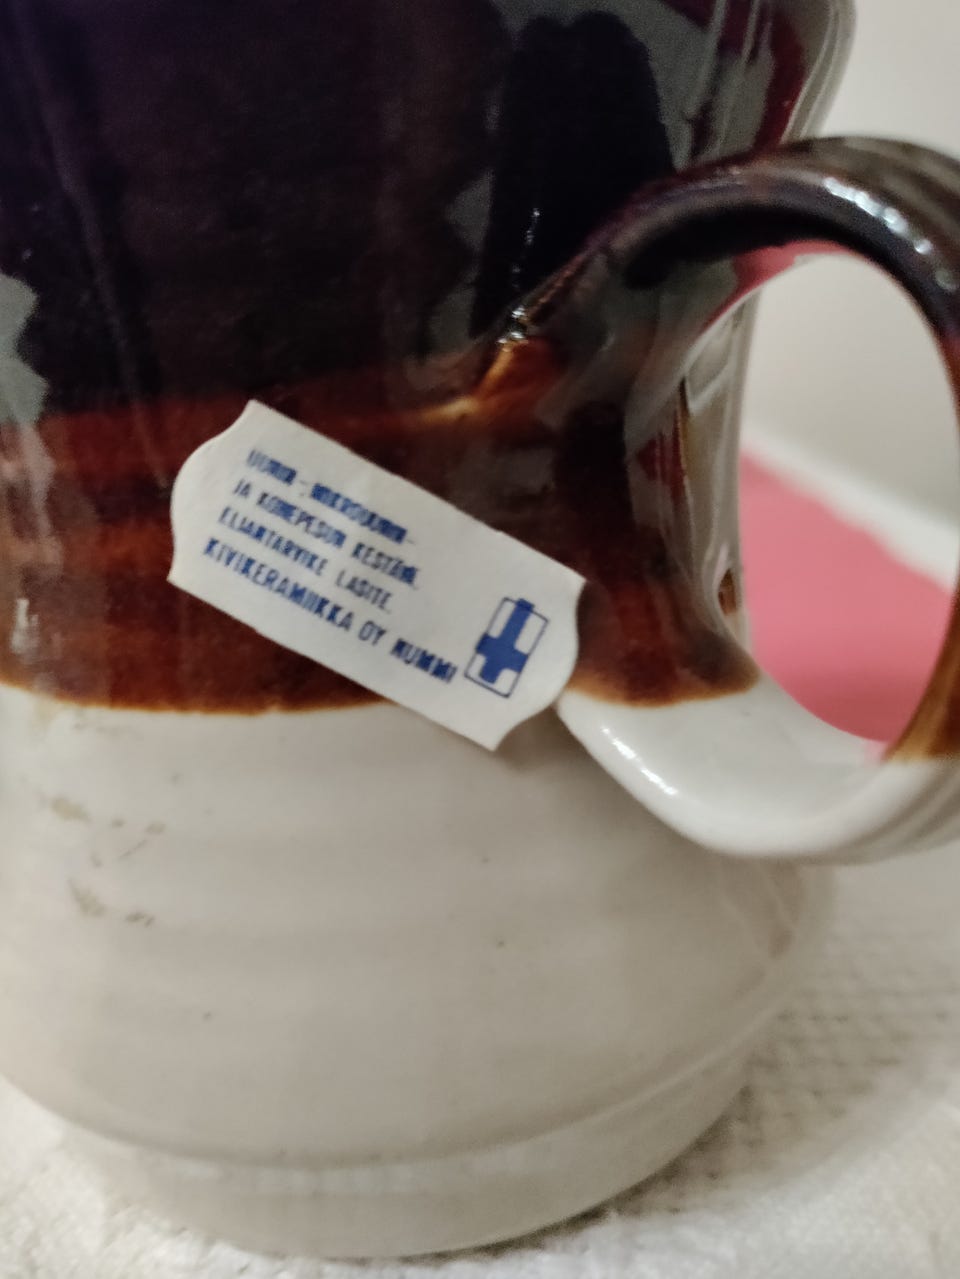 UUNIN-, MIKROUUNIN-
JA KONEPESUN KESTÄVÄ.
ELINTARVIKE LASITE.
KIVIKERAMIIKKA OY NUMMI